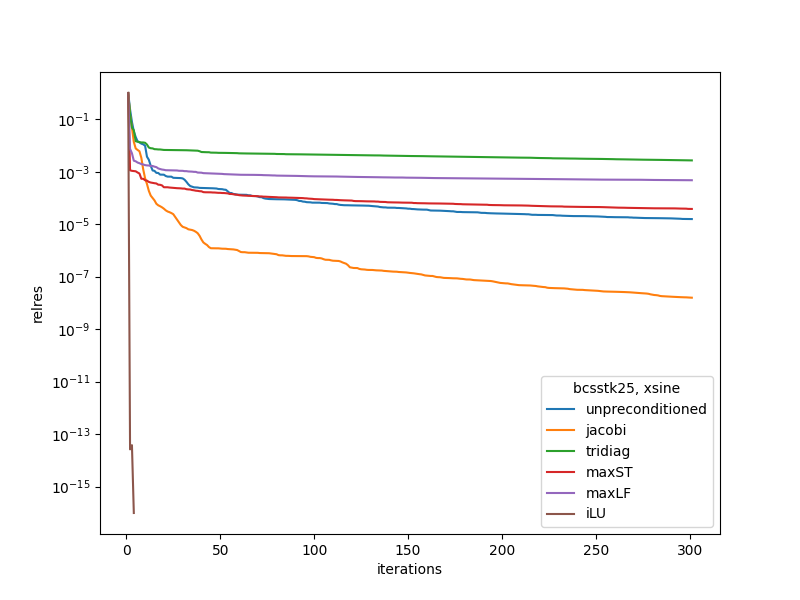 10⁻¹
10⁻³
10⁻⁵
10⁻⁷
10⁻⁹
10⁻¹¹
10⁻¹³
10⁻¹⁵
relres
0 50 100 150 200 250 300
iterations
bcsstk25, xsine
unpreconditioned
jacobi
tridiag
maxST
maxLF
iLU